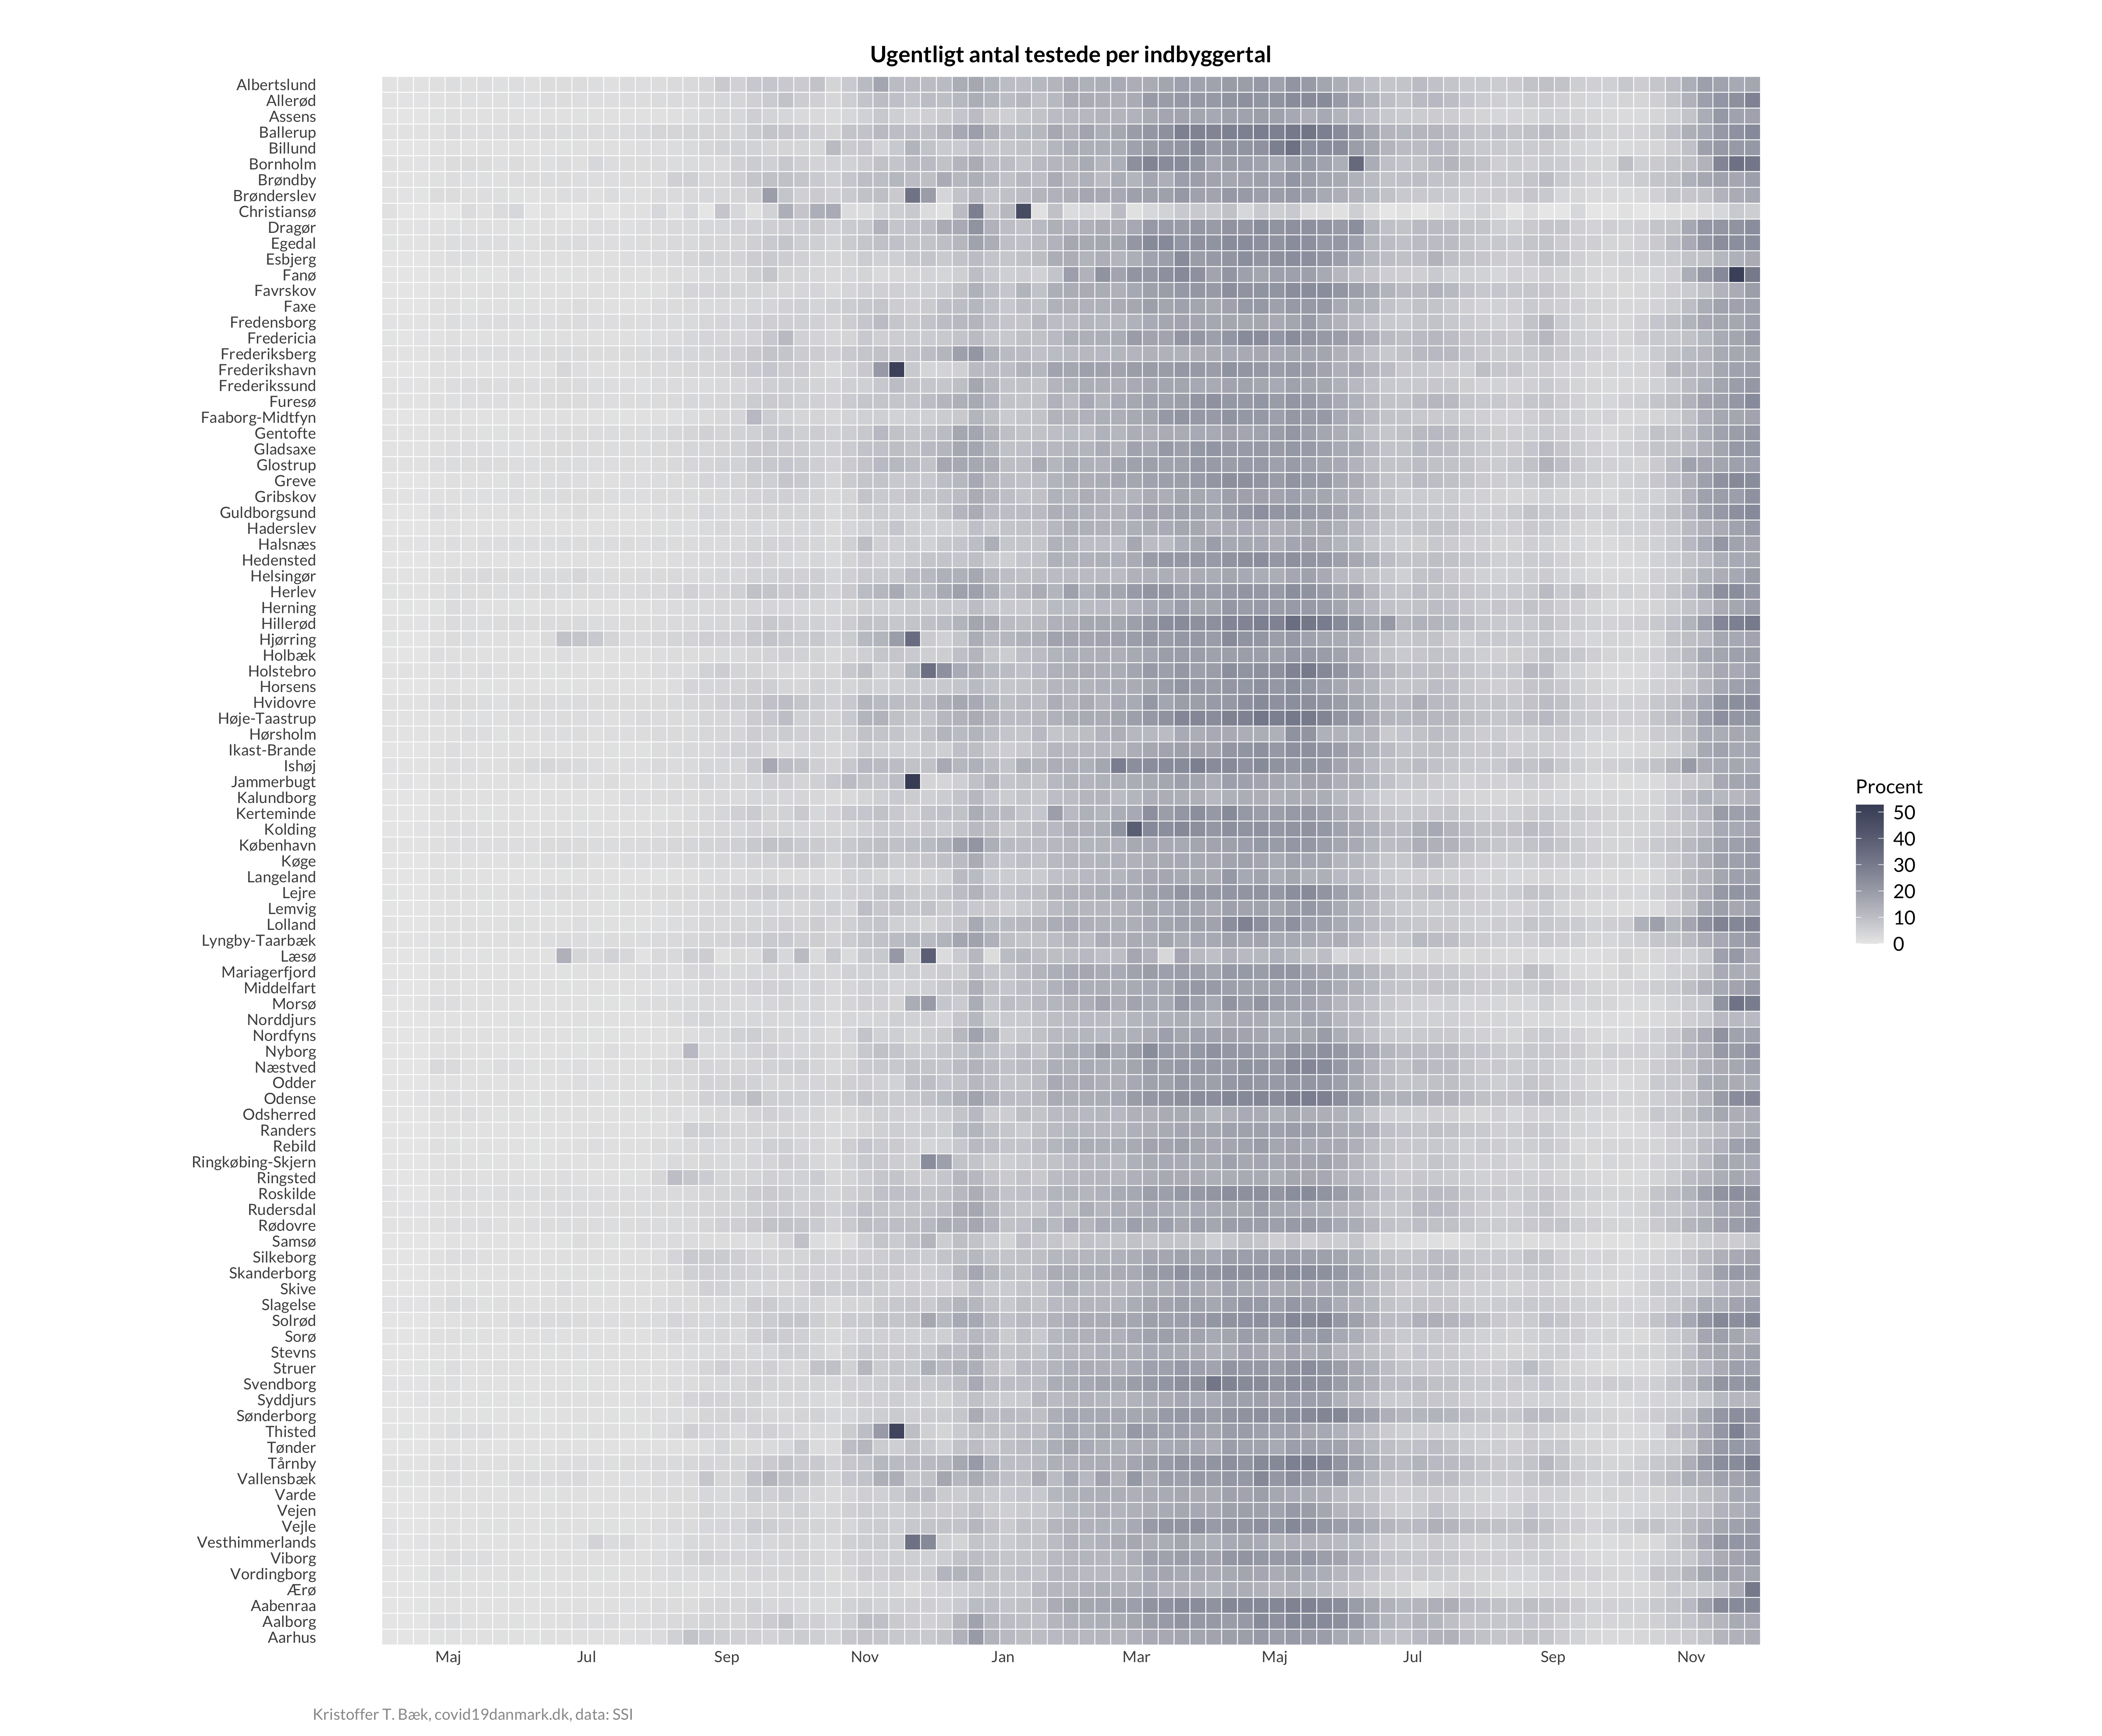 Ugentligt antal testede per indbyggertal
Albertslund
Allerød
Assens
Ballerup
Billund
Bornholm
Brøndby
Brønderslev
Christiansø
Dragør
Egedal
Esbjerg
Fanø
Favrskov
Faxe
Fredensborg
Fredericia
Frederiksberg
Frederikshavn
Frederikssund
Furesø
Faaborg-Midtfyn
Gentofte
Gladsaxe
Glostrup
Greve
Gribskov
Guldborgsund
Haderslev
Halsnæs
Hedensted
Helsingør
Herlev
Herning
Hillerød
Hjørring
Holbæk
Holstebro
Horsens
Hvidovre
Høje-Taastrup
Hørsholm
Ikast-Brande
Ishøj
Jammerbugt
Kalundborg
Kerteminde
Kolding
København
Køge
Langeland
Lejre
Lemvig
Lolland
Lyngby-Taarbæk
Læsø
Mariagerfjord
Middelfart
Morsø
Norddjurs
Nordfyns
Nyborg
Næstved
Odder
Odense
Odsherred
Randers
Rebild
Ringkøbing-Skjern
Ringsted
Roskilde
Rudersdal
Rødovre
Samsø
Silkeborg
Skanderborg
Skive
Slagelse
Solrød
Sorø
Stevns
Struer
Svendborg
Syddjurs
Sønderborg
Thisted
Tønder
Tårnby
Vallensbæk
Varde
Vejen
Vejle
Vesthimmerlands
Viborg
Vordingborg
Ærø
Aabenraa
Aalborg
Aarhus
Maj Jul Sep Nov Jan Mar Maj Jul Sep Nov
Procent
50
40
30
20
10
0
Kristoffer T. Bæk, covid19danmark.dk, data: SSI